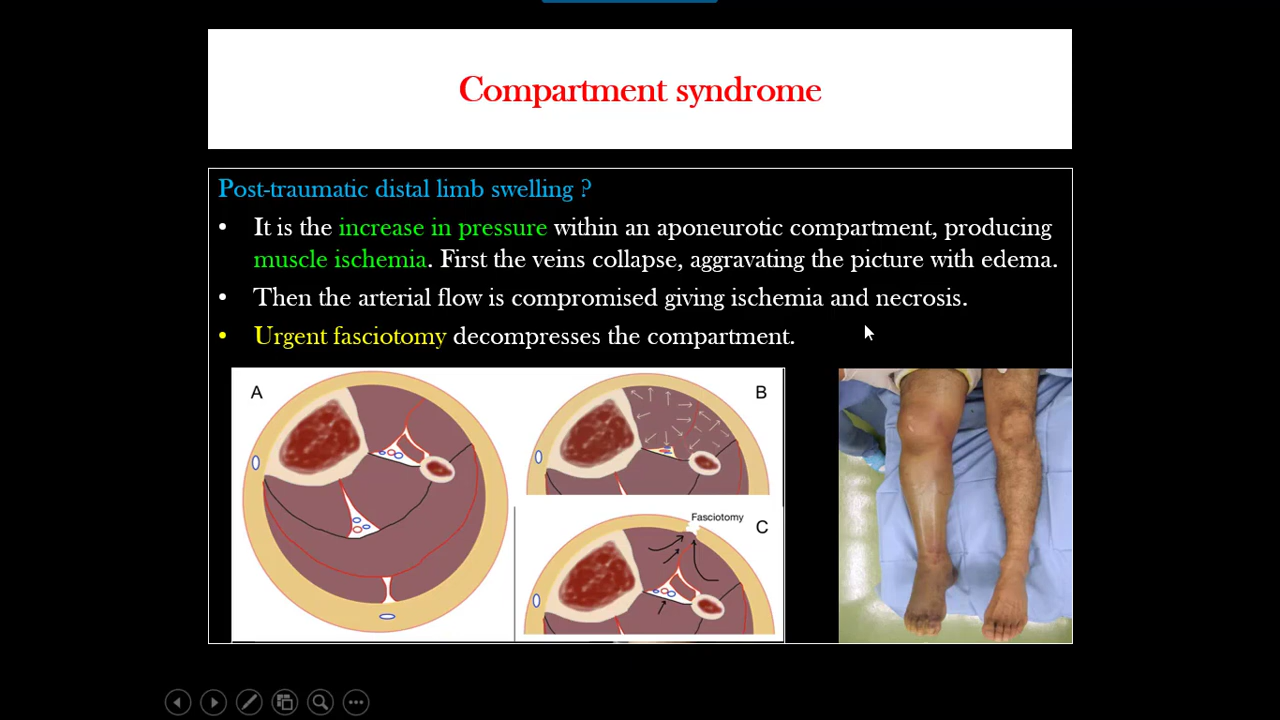 Compartment syndrome
Post-traumatic distal limb swelling ?
• It is the increase in pressure within an aponeurotic compartment, producing
muscle ischemia. First the veins collapse, aggravating the picture with edema.
• Then the arterial flow is compromised giving ischemia and necrosis.
• Urgent fasciotomy decompresses the compartment.
A
B
Fasciotomy
C